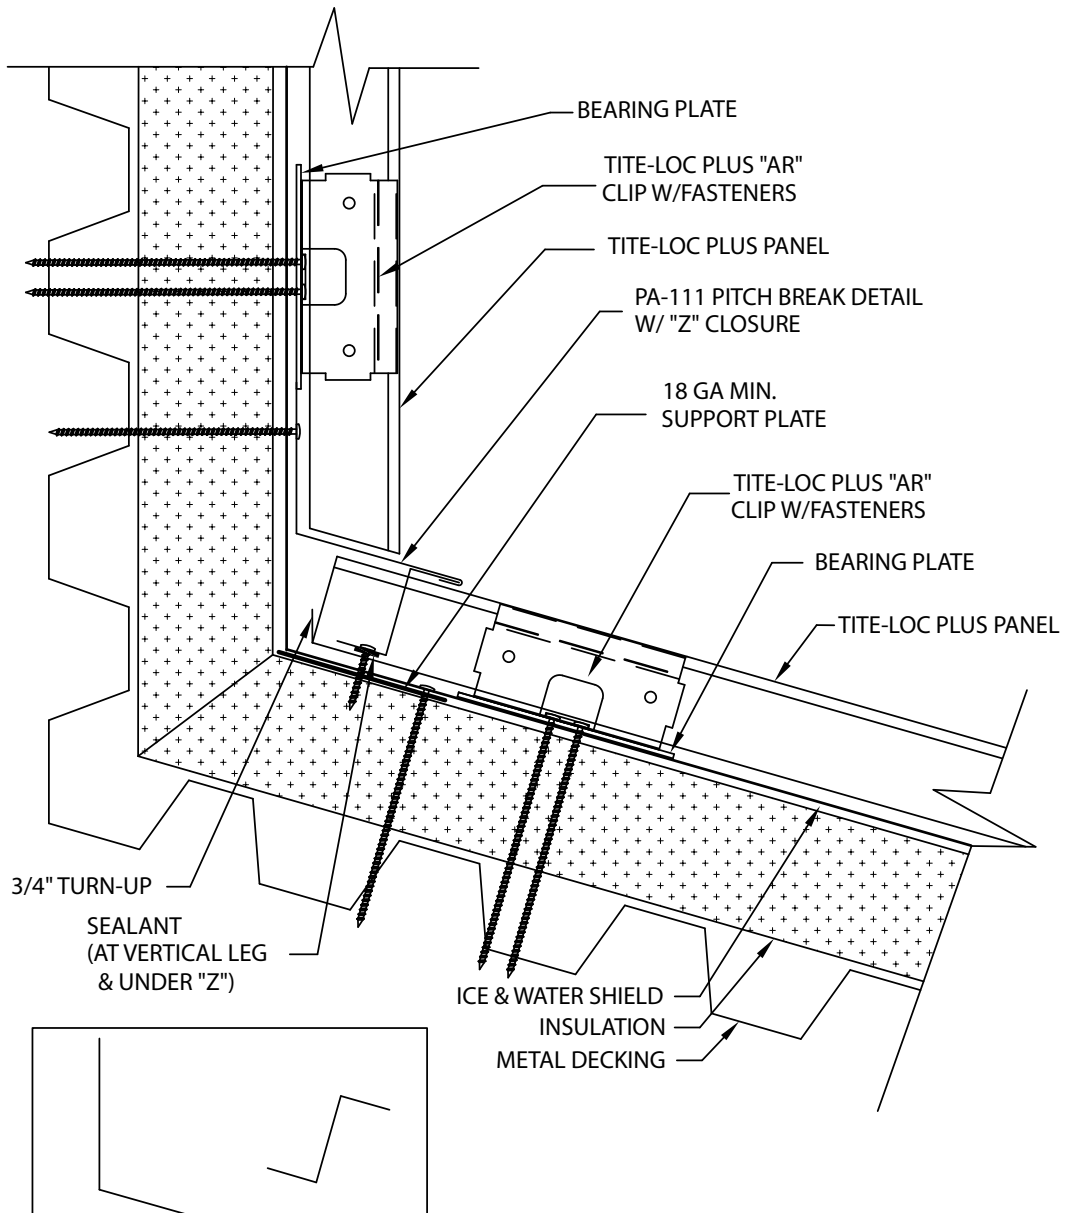 BEARING PLATE
TITE-LOC PLUS "AR"
CLIP W/FASTENERS
TITE-LOC PLUS PANEL
PA-111 PITCH BREAK DETAIL
W/ "Z" CLOSURE
18 GA MIN.
SUPPORT PLATE
TITE-LOC PLUS "AR"
CLIP W/FASTENERS
BEARING PLATE
TITE-LOC PLUS PANEL
3/4" TURN-UP
SEALANT
(AT VERTICAL LEG
& UNDER "Z")
ICE & WATER SHIELD
INSULATION
METAL DECKING